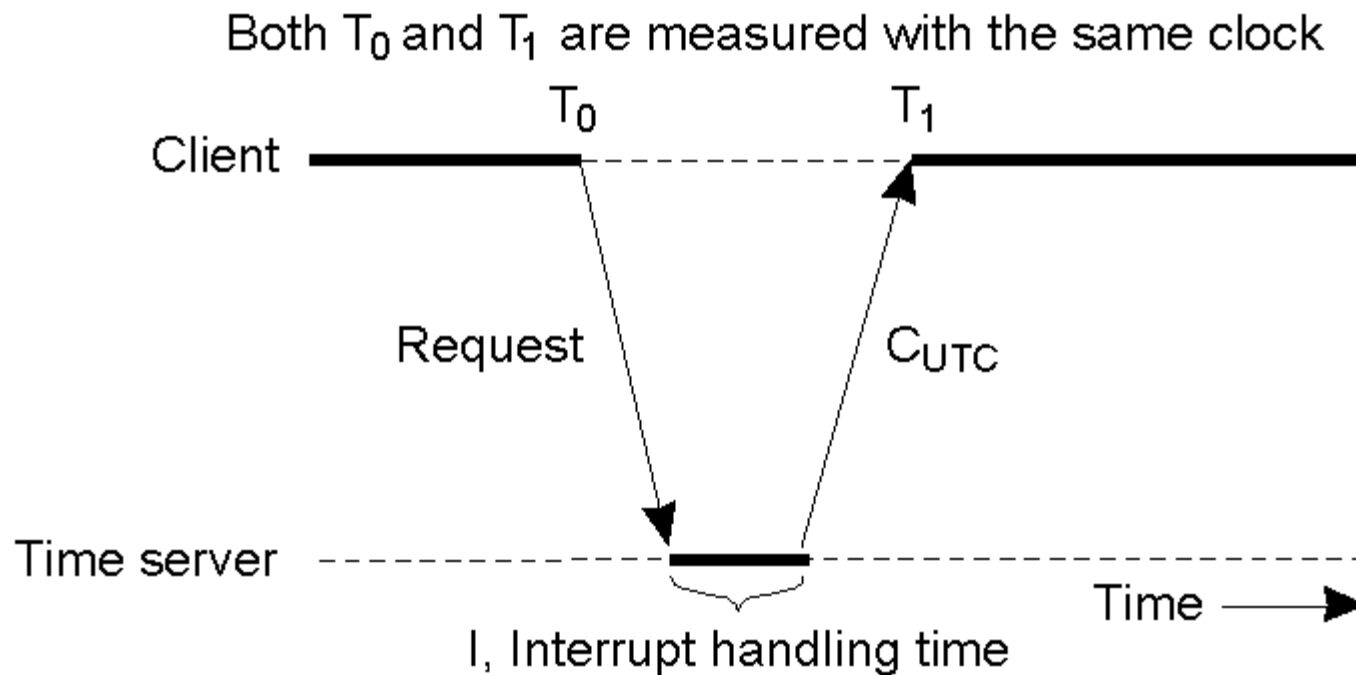 Both T₀ and T₁ are measured with the same clock
T₀
T₁
Client
Request
C_UTC
Time server
Time
I, Interrupt handling time